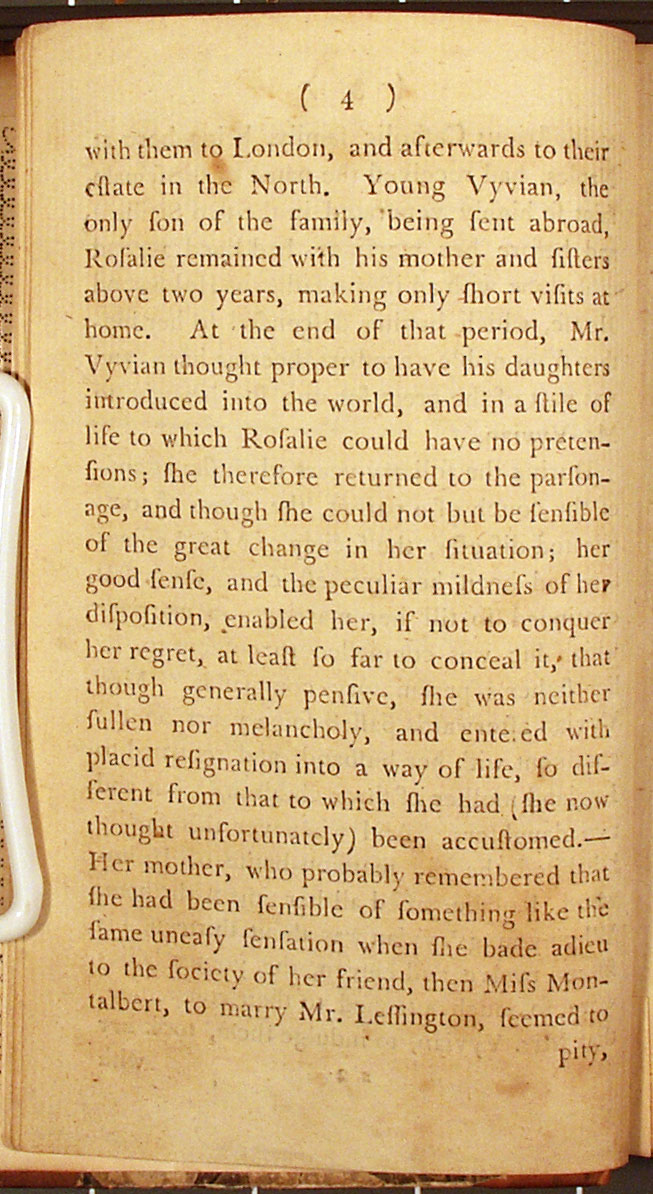 ( 4 )
with them to London, and afterwards to their
eſtate in the North. Young Vyvian, the
only ſon of the family, being ſent abroad,
Roſalie remained with his mother and ſiſters
above two years, making only ſhort viſits at
home. At the end of that period, Mr.
Vyvian thought proper to have his daughters
introduced into the world, and in a ſtile of
life to which Roſalie could have no preten-
ſions; ſhe therefore returned to the parſon-
age, and though ſhe could not but be ſenſible
of the great change in her ſituation; her
good ſenſe, and the peculiar mildneſs of her
diſpoſition, enabled her, if not to conquer
her regret, at leaſt ſo far to conceal it, that
though generally penſive, ſhe was neither
ſullen nor melancholy, and entered with
placid reſignation into a way of life, ſo diſ-
ferent from that to which ſhe had (ſhe now
thought unfortunately) been accuſtomed.—
Her mother, who probably remembered that
ſhe had been ſenſible of ſomething like the
ſame uneaſy ſenſation when ſhe bade adieu
to the ſociety of her friend, then Miſs Mon-
talbert, to marry Mr. Leſſington, ſeemed to
pity,